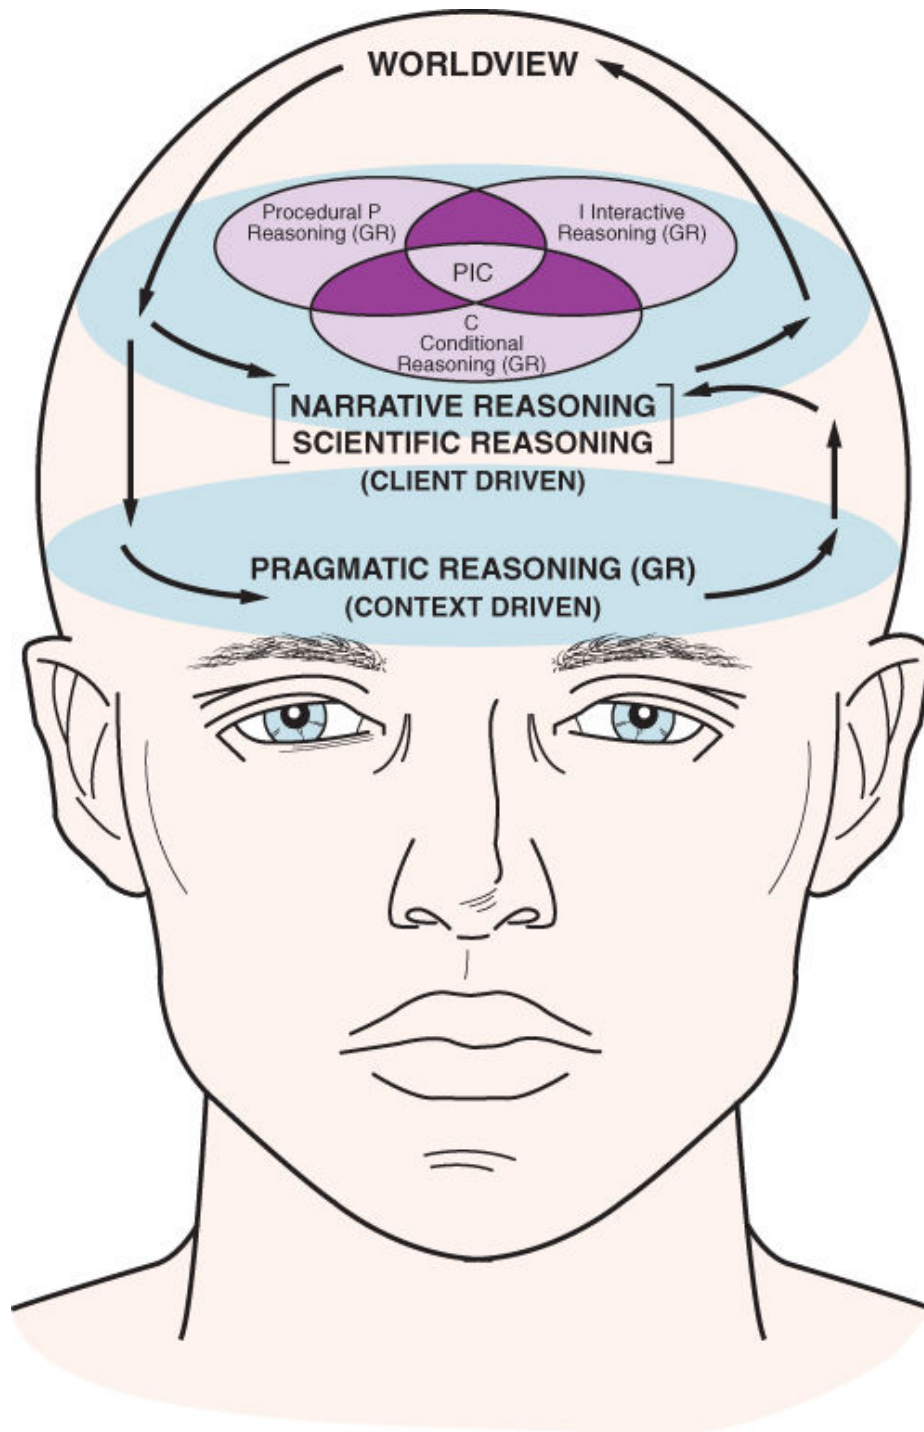 WORLDVIEW
Procedural P
Reasoning (GR)
I Interactive
Reasoning (GR)
PIC
C
Conditional
Reasoning (GR)
NARRATIVE REASONING
SCIENTIFIC REASONING
(CLIENT DRIVEN)
PRAGMATIC REASONING (GR)
(CONTEXT DRIVEN)